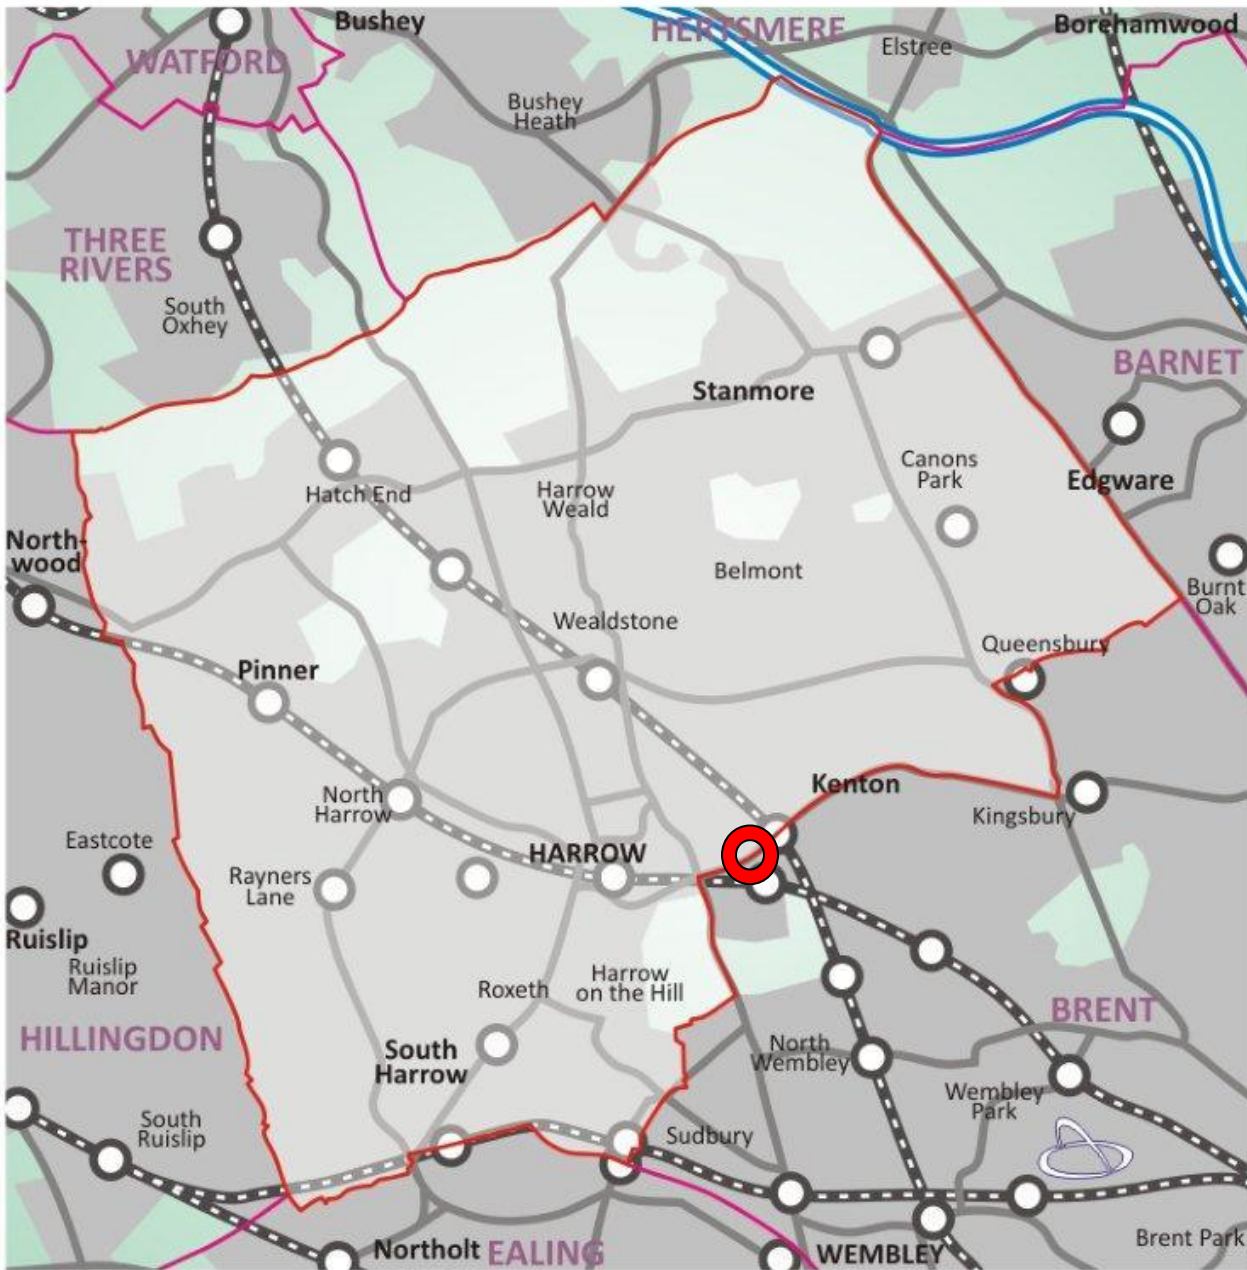 Bushey
HERTSMERE
Borehamwood
Elstree
WATFORD
Bushey
Heath
THREE
RIVERS
South
Oxhey
BARNET
Stanmore
Canons
Park
Edgware
Hatch End
Harrow
Weald
North-
wood
Belmont
Burnt
Oak
Wealdstone
Queensbury
Pinner
Kenton
North
Harrow
Kingsbury
Eastcote
HARROW
Rayners
Lane
Ruislip
Ruislip
Manor
Roxeth
Harrow
on the Hill
BRENT
HILLINGDON
South
Harrow
North
Wembley
Wembley
Park
South
Ruislip
Sudbury
Brent Park
Northolt
EALING
WEMBLEY